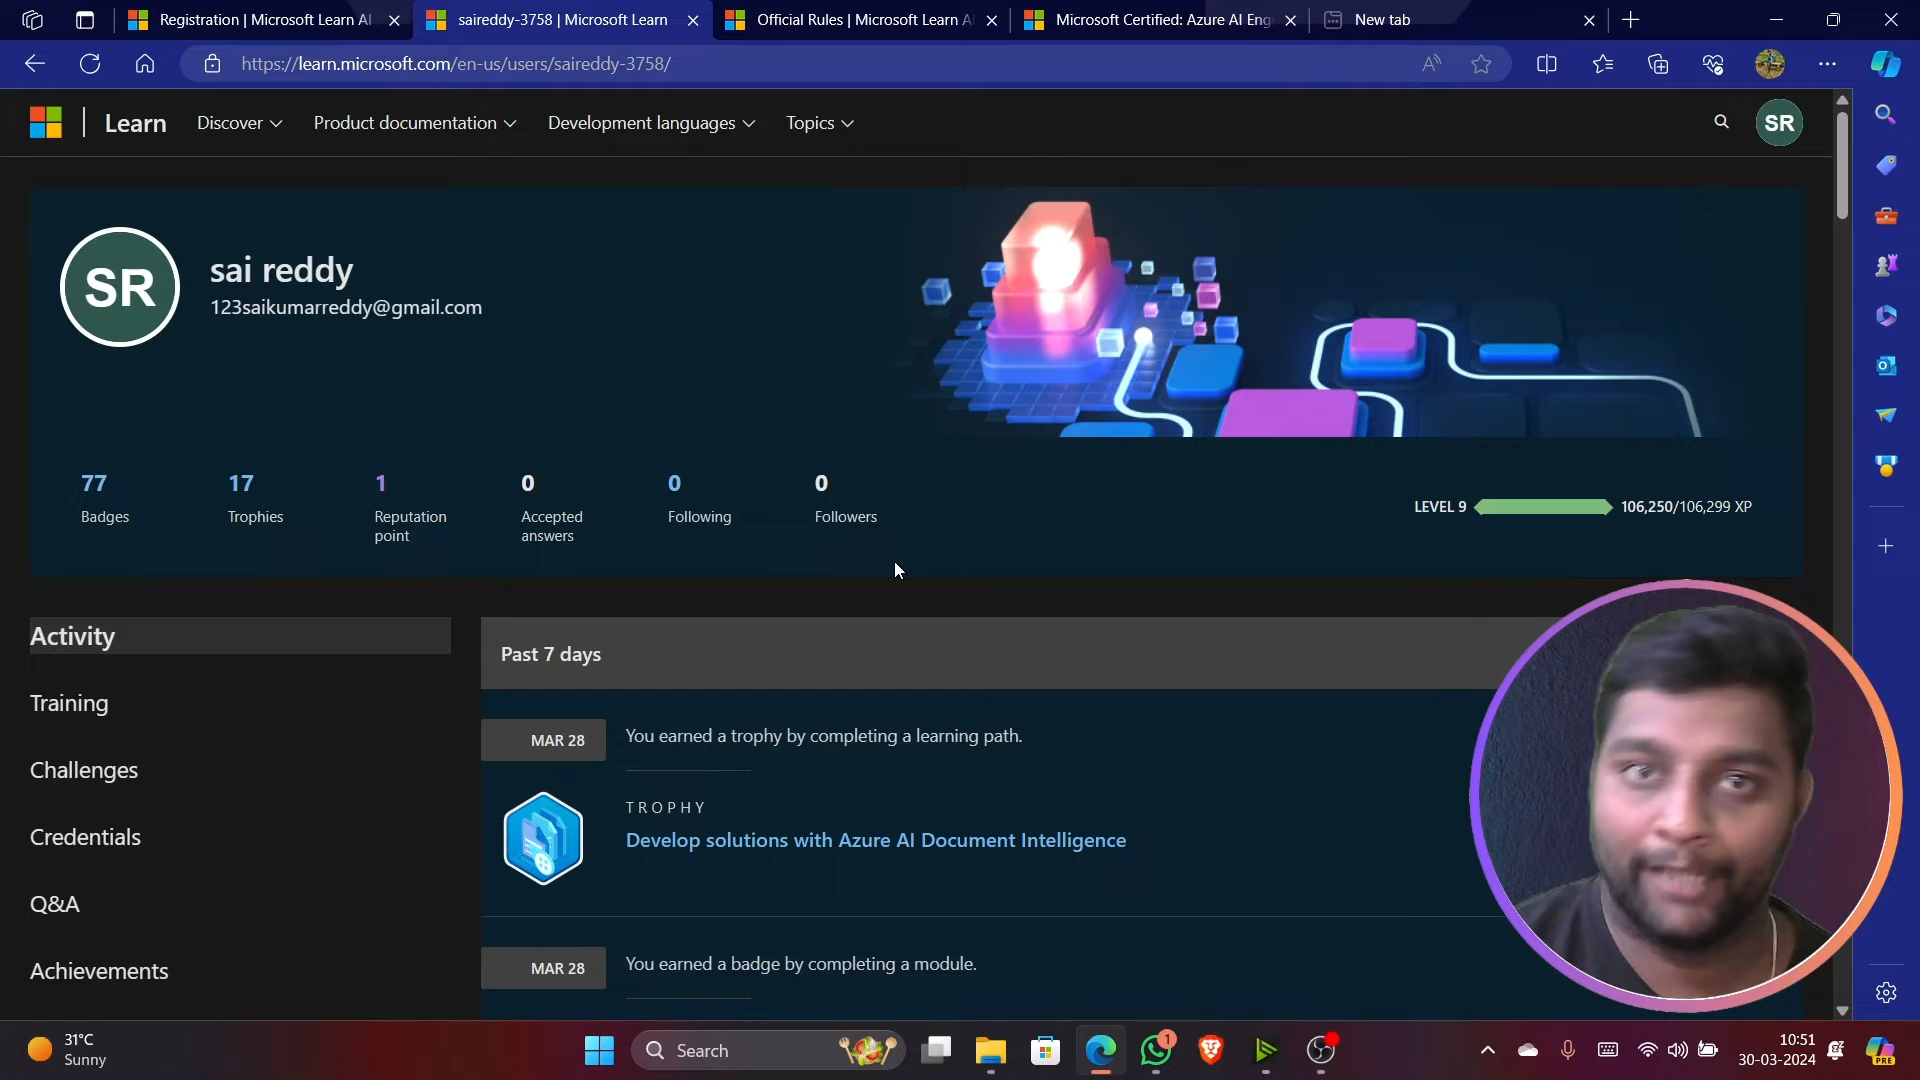 Registration | Microsoft Learn AI
saireddy-3758 | Microsoft Learn
Official Rules | Microsoft Learn A
Microsoft Certified: Azure AI Eng
New tab
https://learn.microsoft.com/en-us/users/saireddy-3758/
Learn
Discover
Product documentation
Development languages
Topics
SR
SR
sai reddy
123saikumarreddy@gmail.com
77
Badges
17
Trophies
1
Reputation
point
0
Accepted
answers
0
Following
0
Followers
LEVEL 9
106,250/106,299 XP
Activity
Training
Challenges
Credentials
Q&A
Achievements
Past 7 days
MAR 28
You earned a trophy by completing a learning path.
TROPHY
Develop solutions with Azure AI Document Intelligence
MAR 28
You earned a badge by completing a module.
31°C
Sunny
Search
1
10:51
30-03-2024
PRE